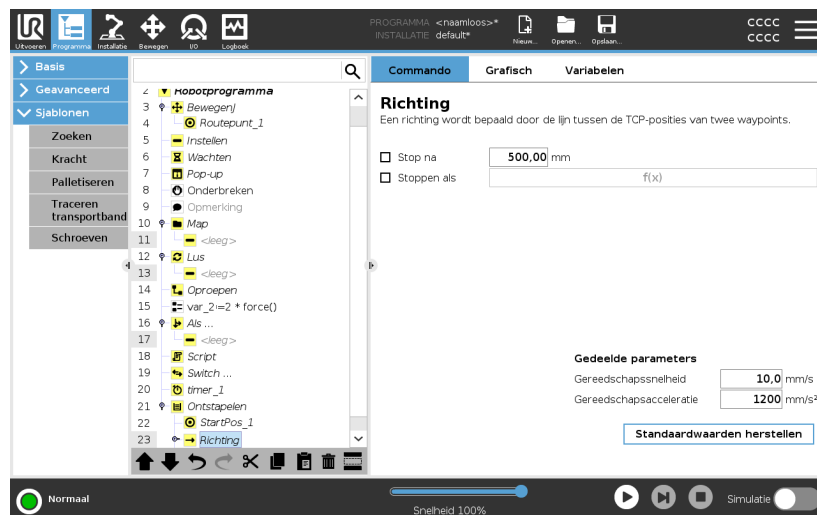 UR
Uitvoeren Programma Installatie Bewegen I/O Logboek
PROGRAMMA <naamloos>*
INSTALLATIE default*
Nieuw... Openen... Opslaan...
CCCC
CCCC
Basis
Geavanceerd
Sjablonen
Zoeken
Kracht
Palletiseren
Traceren
transportband
Schroeven
2 Robotprogramma
3 BewegenJ
4 Routepunt_1
5 Instellen
6 Wachten
7 Pop-up
8 Onderbreken
9 Opmerking
10 Map
11 <leeg>
12 Lus
13 <leeg>
14 Oproepen
15 var_2≔2 * force()
16 Als ...
17 <leeg>
18 Script
19 Switch ...
20 timer_1
21 Ontstapelen
22 StartPos_1
23 Richting
Commando Grafisch Variabelen
Richting
Een richting wordt bepaald door de lijn tussen de TCP-posities van twee waypoints.
Stop na 500,00 mm
Stoppen als f(x)
Gedeelde parameters
Gereedschapssnelheid 10,0 mm/s
Gereedschapsacceleratie 1200 mm/s²
Standaardwaarden herstellen
Normaal
Snelheid 100%
Simulatie